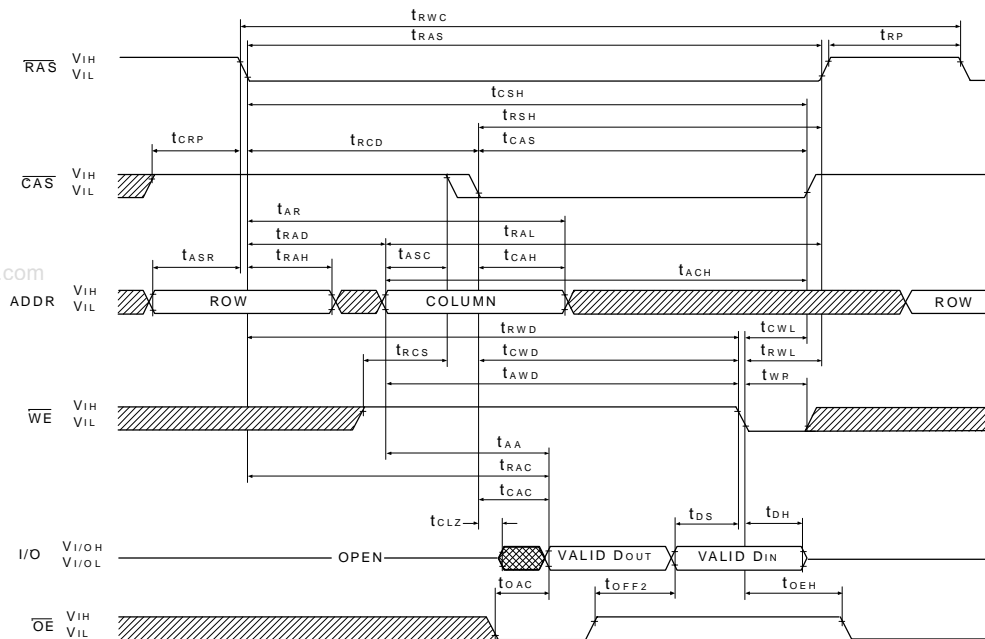 tRWC
tRAS
tRP
RAS VIH
VIL
tCSH
tRSH
tCRP
tRCD
tCAS
CAS VIH
VIL
tAR
tRAD
tRAL
tASR
tRAH
tASC
tCAH
tACH
.com
ADDR VIH
VIL
ROW
COLUMN
ROW
tRWD
tCWL
tRCS
tCWD
tRWL
tAWD
tWR
WE VIH
VIL
tAA
tRAC
tCAC
tCLZ
tDS
tDH
I/O VI/OH
VI/OL
OPEN
VALID DOUT
VALID DIN
tOAC
tOFF2
tOEH
OE VIH
VIL